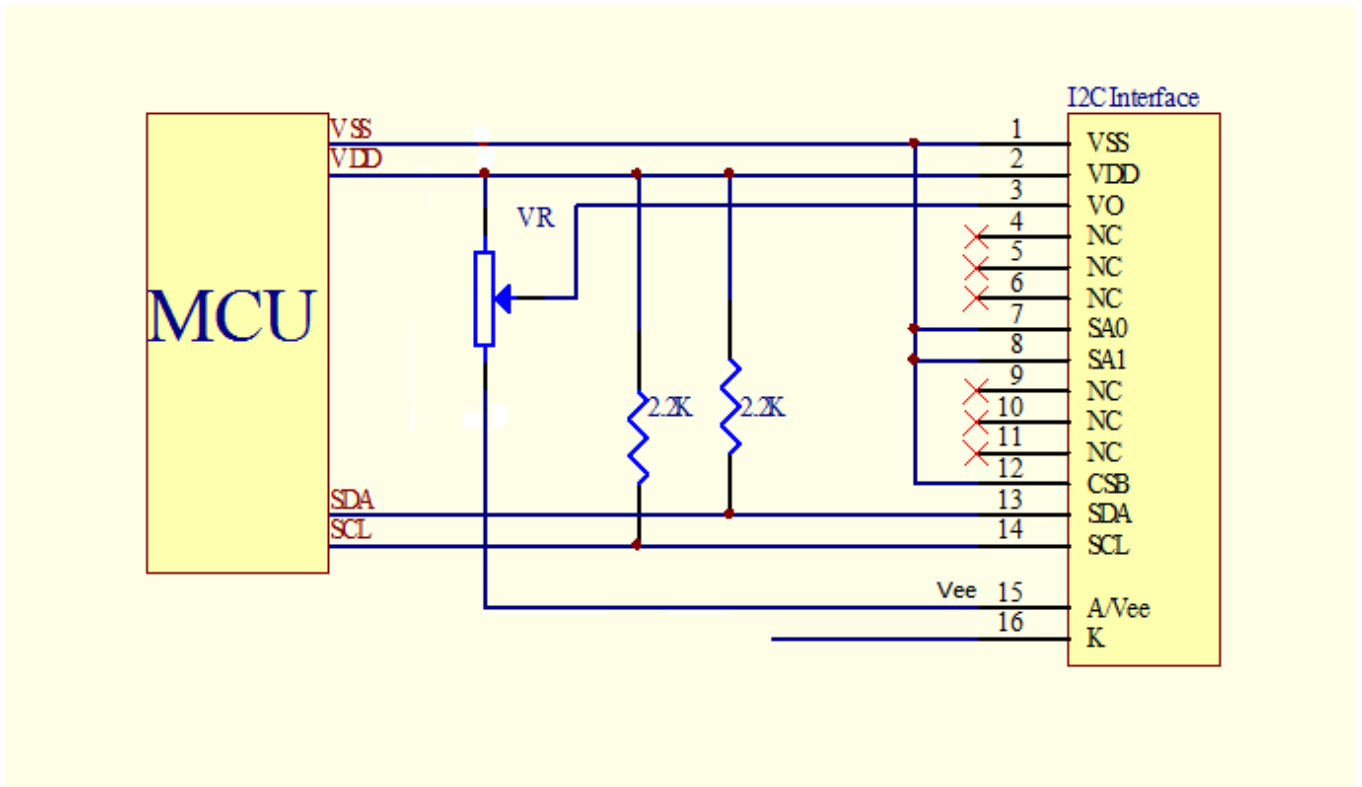 I2C Interface
VSS
1
VSS
VDD
2
VDD
3
VO
VR
4
NC
5
NC
6
NC
MCU
7
SA0
8
SA1
9
NC
2.2K
2.2K
10
NC
11
NC
12
CSB
SDA
13
SDA
SCL
14
SCL
Vee
15
A/Vee
16
K